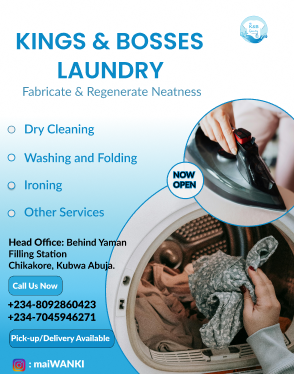 KINGS & BOSSES
LAUNDRY
Fabricate & Regenerate Neatness
Dry Cleaning
Washing and Folding
Ironing
Other Services
NOW
OPEN
Head Office: Behind Yaman
Filling Station
Chikakore, Kubwa Abuja.
Call Us Now
+234-8092860423
+234-7045946271
Pick-up/Delivery Available
: maiWANKI